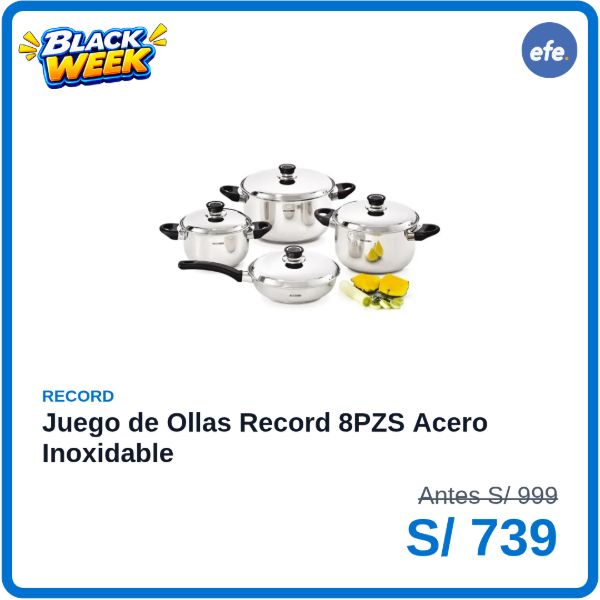 BLACK
WEEK
efe.
RECORD
Juego de Ollas Record 8PZS Acero
Inoxidable
Antes S/ 999
S/ 739